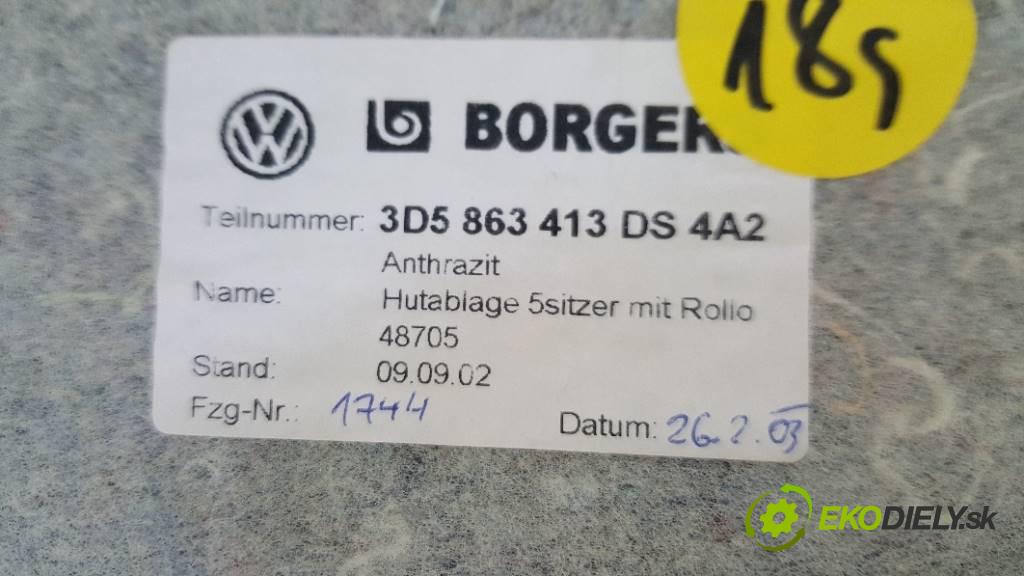 18s
BORGER
Teilnummer: 3D5 863 413 DS 4A2
Anthrazit
Name: Hutablage 5sitzer mit Rollo
48705
Stand: 09.09.02
Fzg-Nr.: 1744
Datum: 26.2.03
EKODIELY.sk